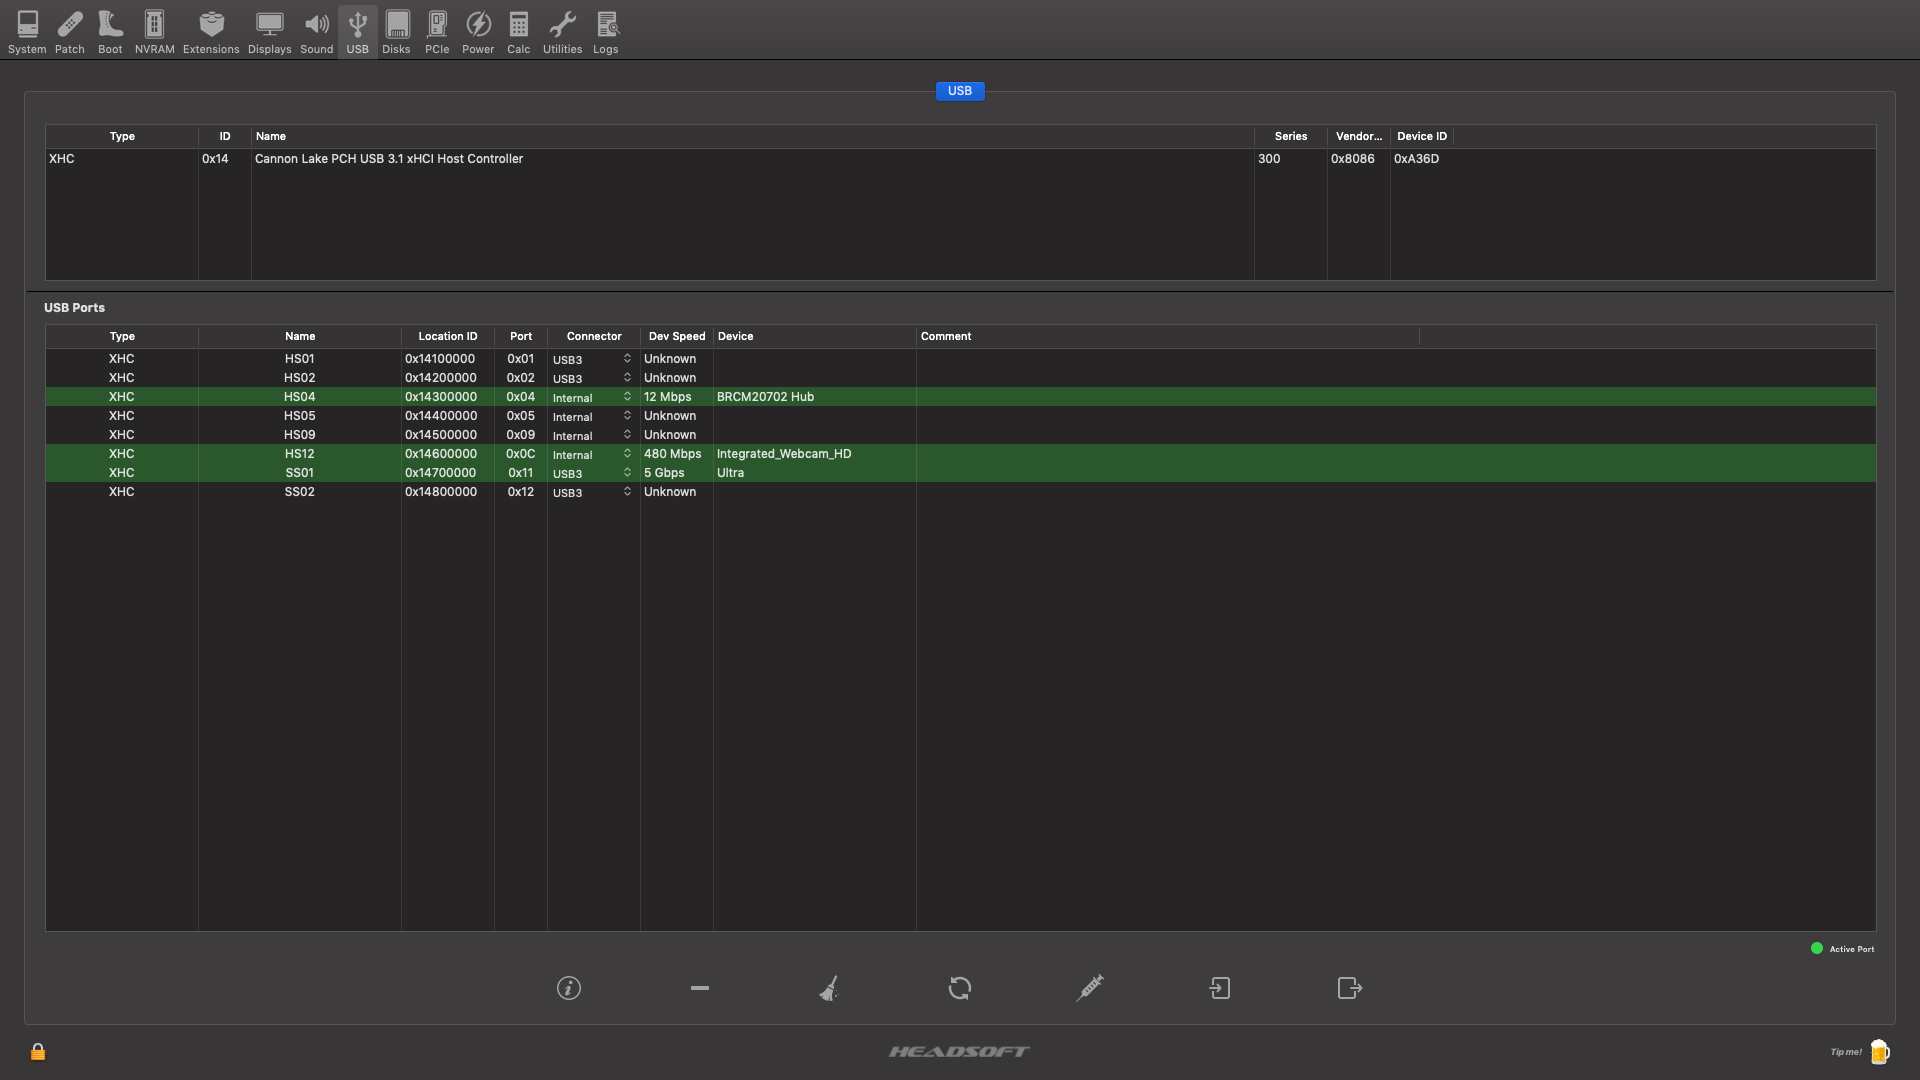 System Patch Boot NVRAM Extensions Displays Sound USB Disks PCIe Power Calc Utilities Logs
USB
Type ID Name Series Vendor... Device ID
XHC 0x14 Cannon Lake PCH USB 3.1 xHCI Host Controller 300 0x8086 0xA36D
USB Ports
Type Name Location ID Port Connector Dev Speed Device Comment
XHC HS01 0x14100000 0x01 USB3 Unknown
XHC HS02 0x14200000 0x02 USB3 Unknown
XHC HS04 0x14300000 0x04 Internal 12 Mbps BRCM20702 Hub
XHC HS05 0x14400000 0x05 Internal Unknown
XHC HS09 0x14500000 0x09 Internal Unknown
XHC HS12 0x14600000 0x0C Internal 480 Mbps Integrated_Webcam_HD
XHC SS01 0x14700000 0x11 USB3 5 Gbps Ultra
XHC SS02 0x14800000 0x12 USB3 Unknown
Active Port
HEADSOFT
Tip me!